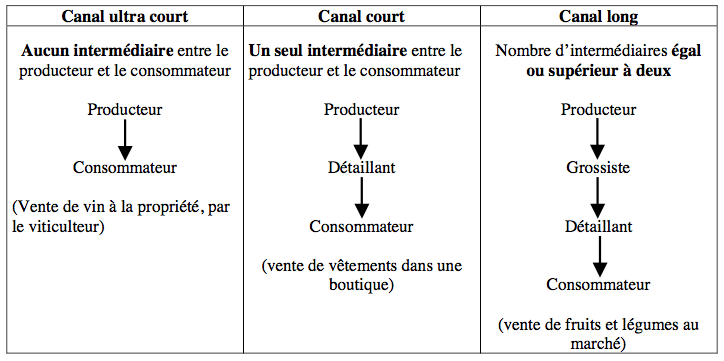 Canal ultra court
Aucun intermédiaire entre le
producteur et le consommateur
Producteur
Consommateur
(Vente de vin à la propriété, par
le viticulteur)
Canal court
Un seul intermédiaire entre le
producteur et le consommateur
Producteur
Détaillant
Consommateur
(vente de vêtements dans une
boutique)
Canal long
Nombre d'intermédiaires égal
ou supérieur à deux
Producteur
Grossiste
Détaillant
Consommateur
(vente de fruits et légumes au
marché)